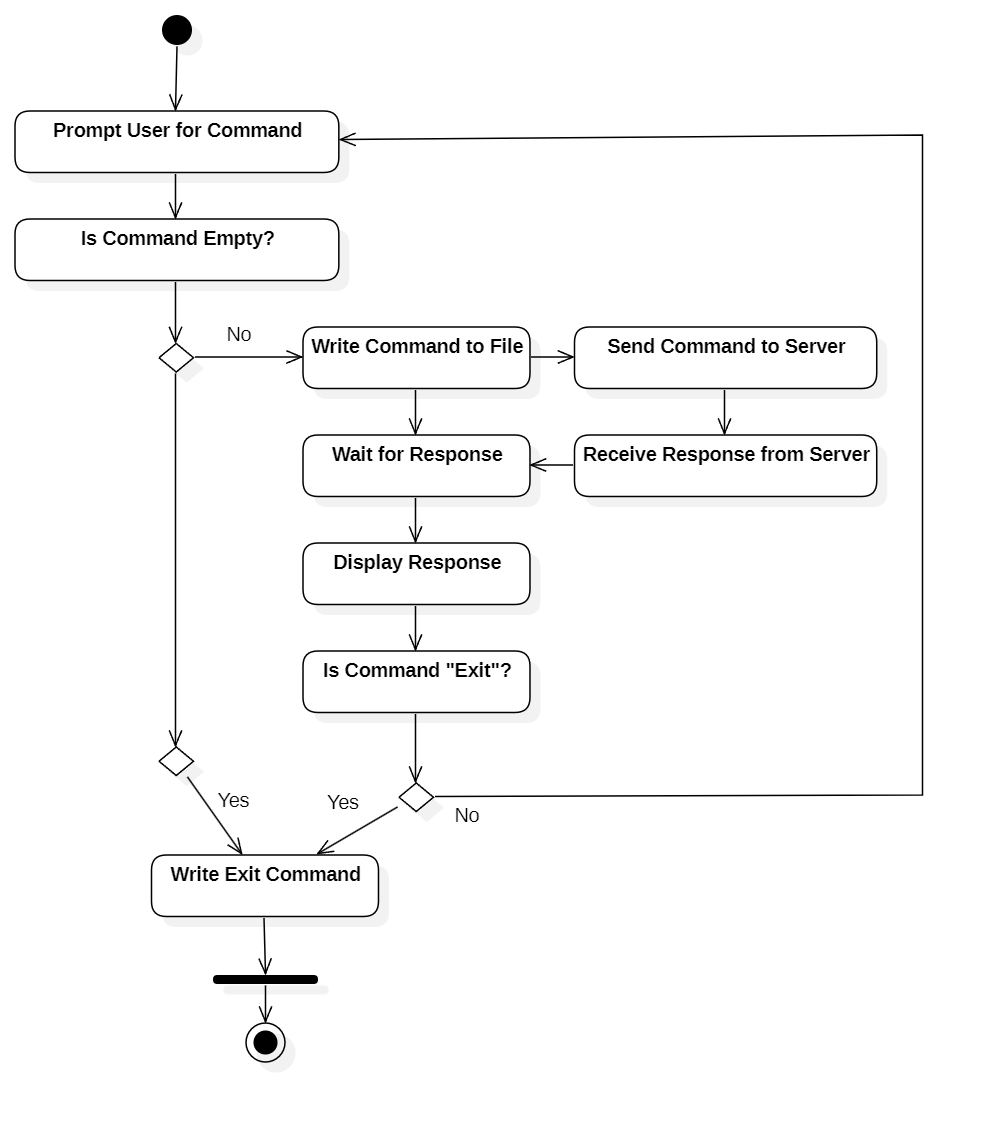 Prompt User for Command
Is Command Empty?
No
Write Command to File
Send Command to Server
Wait for Response
Receive Response from Server
Display Response
Is Command "Exit"?
Yes
Yes
No
Write Exit Command